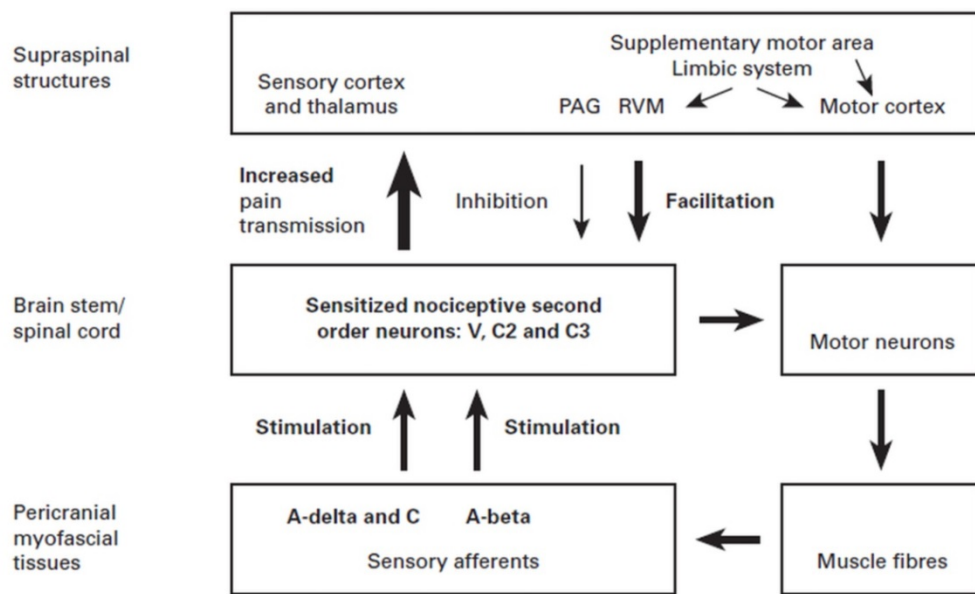 Supraspinal
structures
Supplementary motor area
Limbic system
Sensory cortex
and thalamus
PAG RVM
Motor cortex
Increased
pain
transmission
Inhibition
Facilitation
Brain stem/
spinal cord
Sensitized nociceptive second
order neurons: V, C2 and C3
Motor neurons
Stimulation
Stimulation
Pericranial
myofascial
tissues
A-delta and C
A-beta
Sensory afferents
Muscle fibres